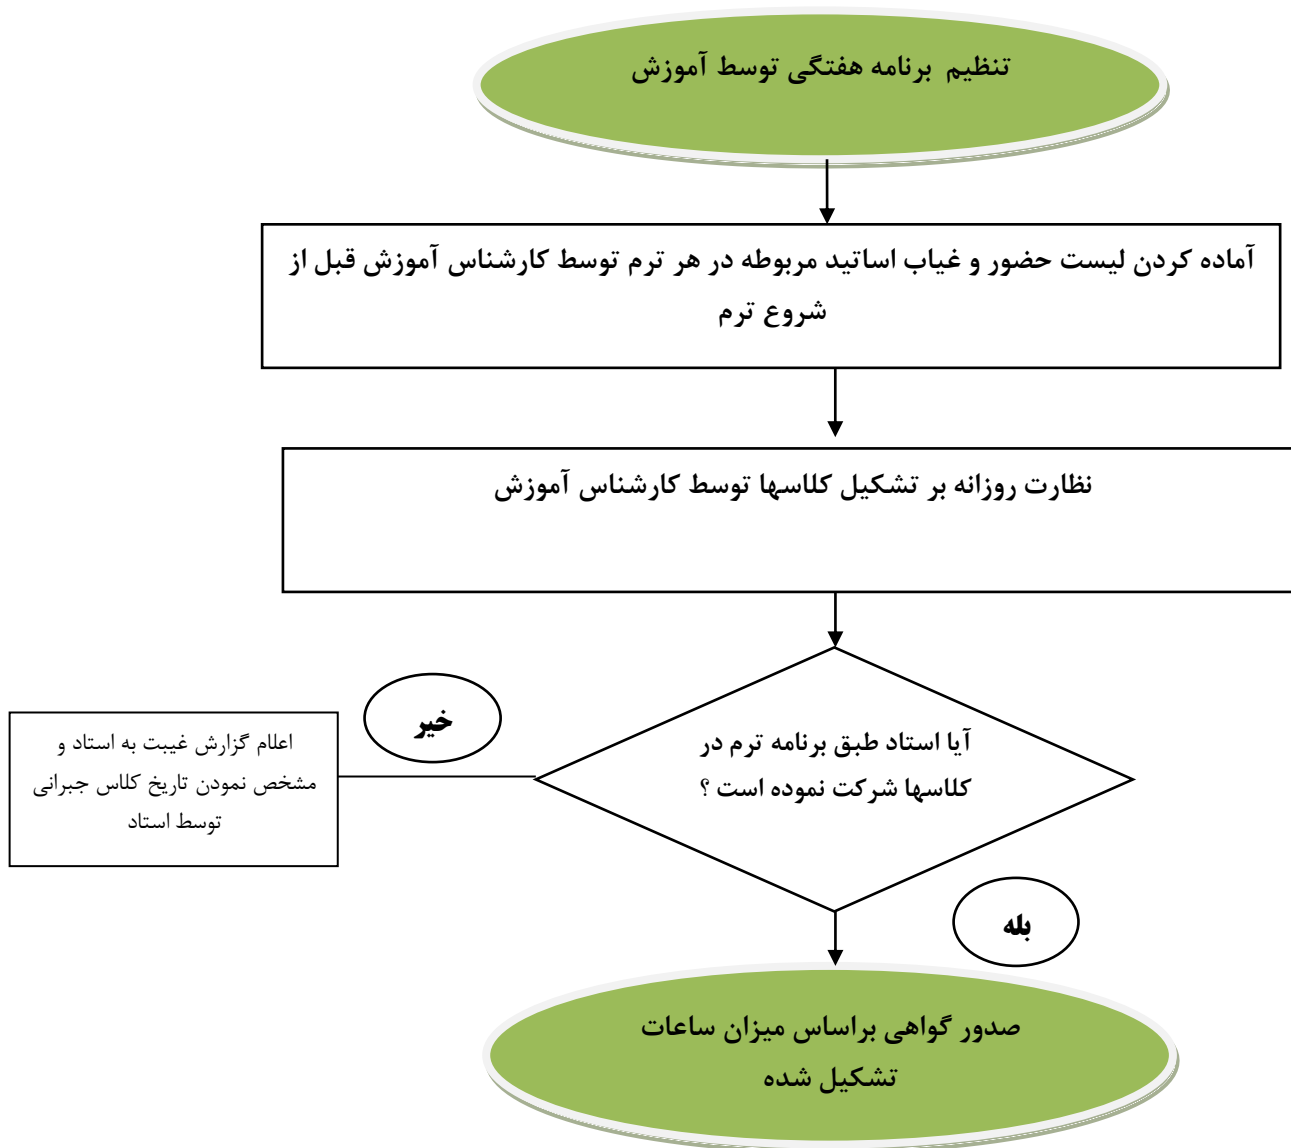 تنظیم برنامه هفتگی توسط آموزش
آماده کردن لیست حضور و غیاب اساتید مربوطه در هر ترم توسط کارشناس آموزش قبل از
شروع ترم
نظارت روزانه بر تشکیل کلاسها توسط کارشناس آموزش
آیا استاد طبق برنامه ترم در
کلاسها شرکت نموده است ؟
خیر
اعلام گزارش غیبت به استاد و
مشخص نمودن تاریخ کلاس جبرانی
توسط استاد
بله
صدور گواهی براساس میزان ساعات
تشکیل شده